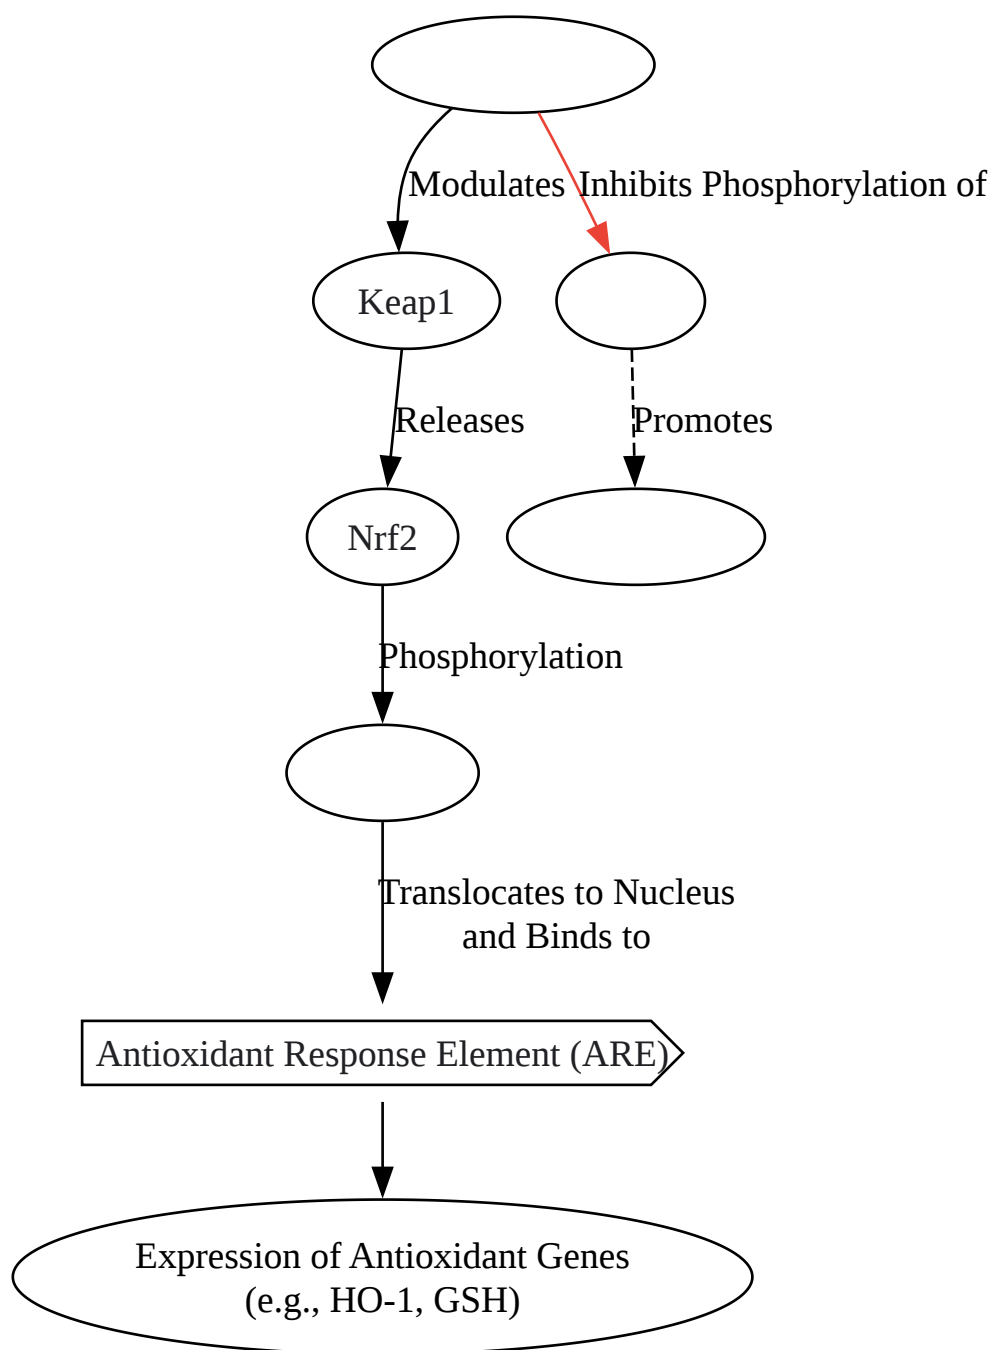 Modulates
Inhibits Phosphorylation of
Keap1
Releases
Promotes
Nrf2
Phosphorylation
Translocates to Nucleus
and Binds to
Antioxidant Response Element (ARE)
Expression of Antioxidant Genes
(e.g., HO-1, GSH)